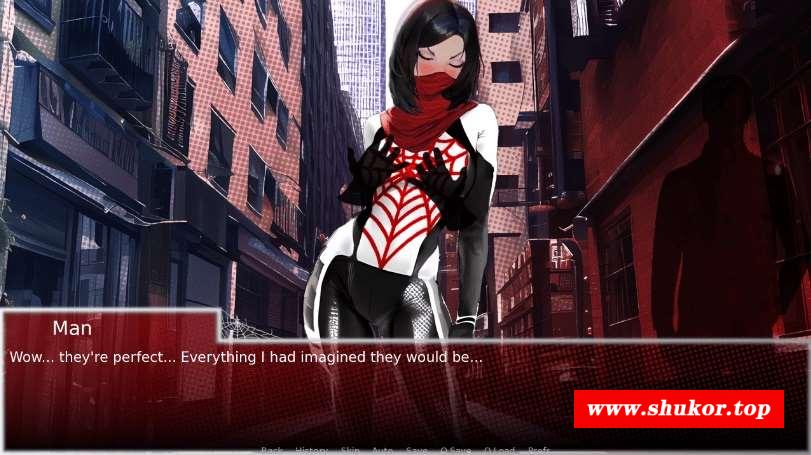 Man
Wow... they're perfect... Everything I had imagined they would be...
www.shukor.top
Back History Skip Auto Save Q.Save Q.Load Prefs